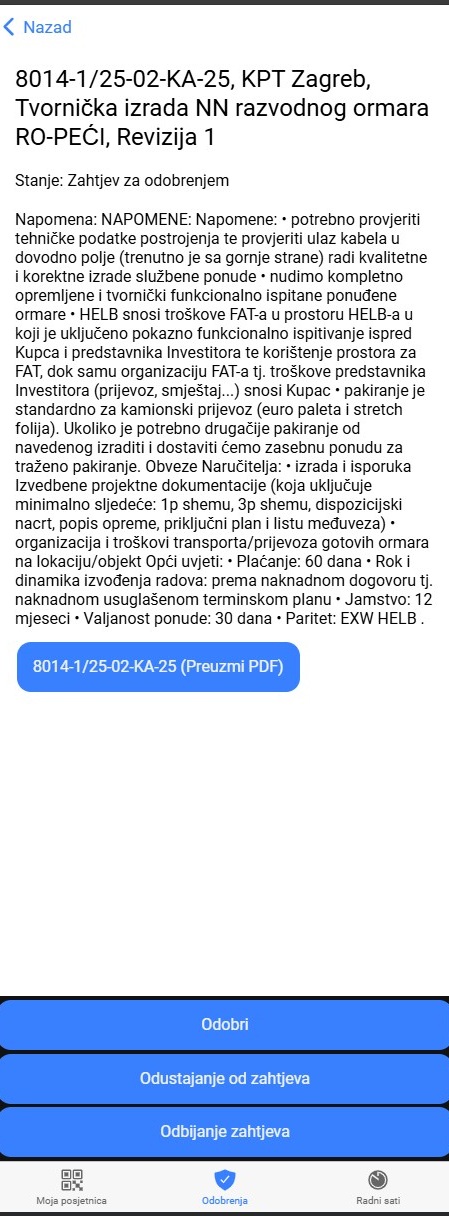 Nazad
8014-1/25-02-KA-25, KPT Zagreb,
Tvornička izrada NN razvodnog ormara
RO-PEĆI, Revizija 1
Stanje: Zahtjev za odobrenjem
Napomena: NAPOMENE: Napomene: • potrebno provjeriti
tehničke podatke postrojenja te provjeriti ulaz kabela u
dovodno polje (trenutno je sa gornje strane) radi kvalitetne
i korektne izrade službene ponude • nudimo kompletno
opremljene i tvornički funkcionalno ispitane ponuđene
ormare • HELB snosi troškove FAT-a u prostoru HELB-a u
koji je uključeno pokazno funkcionalno ispitivanje ispred
Kupca i predstavnika Investitora te korištenje prostora za
FAT, dok samu organizaciju FAT-a tj. troškove predstavnika
Investitora (prijevoz, smještaj...) snosi Kupac • pakiranje je
standardno za kamionski prijevoz (euro paleta i stretch
folija). Ukoliko je potrebno drugačije pakiranje od
navedenog izraditi i dostaviti ćemo zasebnu ponudu za
traženo pakiranje. Obveze Naručitelja: • izrada i isporuka
Izvedbene projektne dokumentacije (koja uključuje
minimalno sljedeće: 1p shemu, 3p shemu, dispozicijski
nacrt, popis opreme, priključni plan i listu međuveza) •
organizacija i troškovi transporta/prijevoza gotovih ormara
na lokaciju/objekt Opći uvjeti: • Plaćanje: 60 dana • Rok i
dinamika izvođenja radova: prema naknadnom dogovoru tj.
naknadnom usuglašenom terminskom planu • Jamstvo: 12
mjeseci • Valjanost ponude: 30 dana • Paritet: EXW HELB .
8014-1/25-02-KA-25 (Preuzmi PDF)
Odobri
Odustajanje od zahtjeva
Odbijanje zahtjeva
Moja posjetnica
Odobrenja
Radni sati